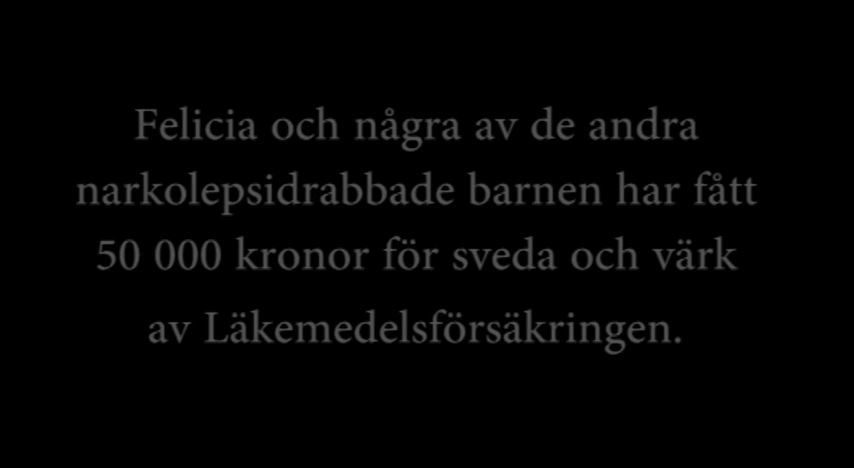 Felicia och några av de andra
narkolepsidrabbade barnen har fått
50 000 kronor för sveda och värk
av Läkemedelsförsäkringen.